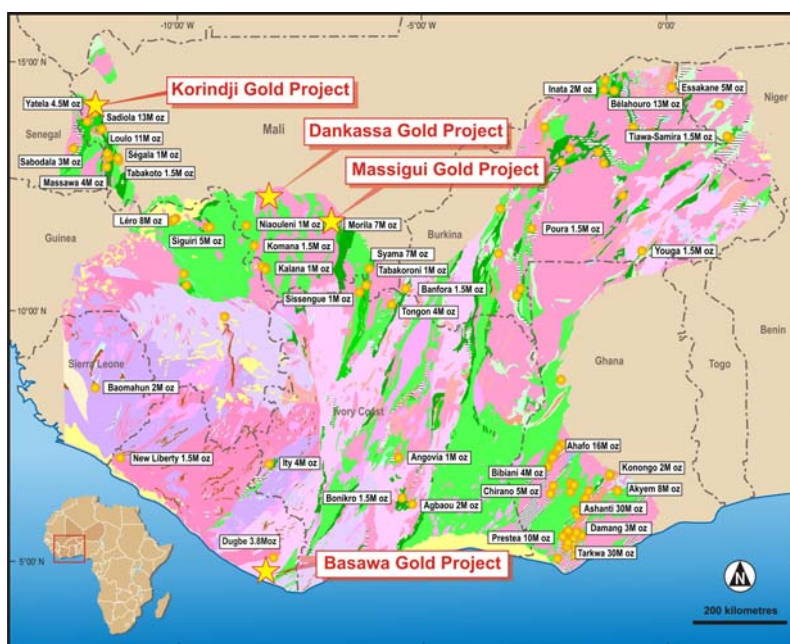 -10°00' W
-5°00' W
0°00'
15°00' N
Korindji Gold Project
Yatela 4.5M oz
Sadiola 13M oz
Inata 2M oz
Essakane 5M oz
Bélahouro 13M oz
Niger
Senegal
Loulo 11M oz
Mali
Dankassa Gold Project
Tiawa-Samira 1.5M oz
Sabodala 3M oz
Ségala 1M oz
Massigui Gold Project
Massawa 4M oz
Tabakoto 1.5M oz
Léro 8M oz
Niaouleni 1M oz
Morila 7M oz
Guinea
Siguiri 5M oz
Burkina
Poura 1.5M oz
Komana 1.5M oz
Syama 7M oz
Youga 1.5M oz
Kalana 1M oz
Tabakoroni 1M oz
Banfora 1.5M oz
Sissengue 1M oz
10°00' N
Tongon 4M oz
Benin
Sierra Leone
Ghana
Togo
Baomahun 2M oz
Ivory Coast
New Liberty 1.5M oz
Ity 4M oz
Angovia 1M oz
Ahafo 16M oz
Bibiani 4M oz
Konongo 2M oz
Chirano 5M oz
Akyem 8M oz
Bonikro 1.5M oz
Agbaou 2M oz
Ashanti 30M oz
Damang 3M oz
Prestea 10M oz
Dugbe 3.8Moz
Tarkwa 30M oz
5°00' N
Basawa Gold Project
N
200 kilometres